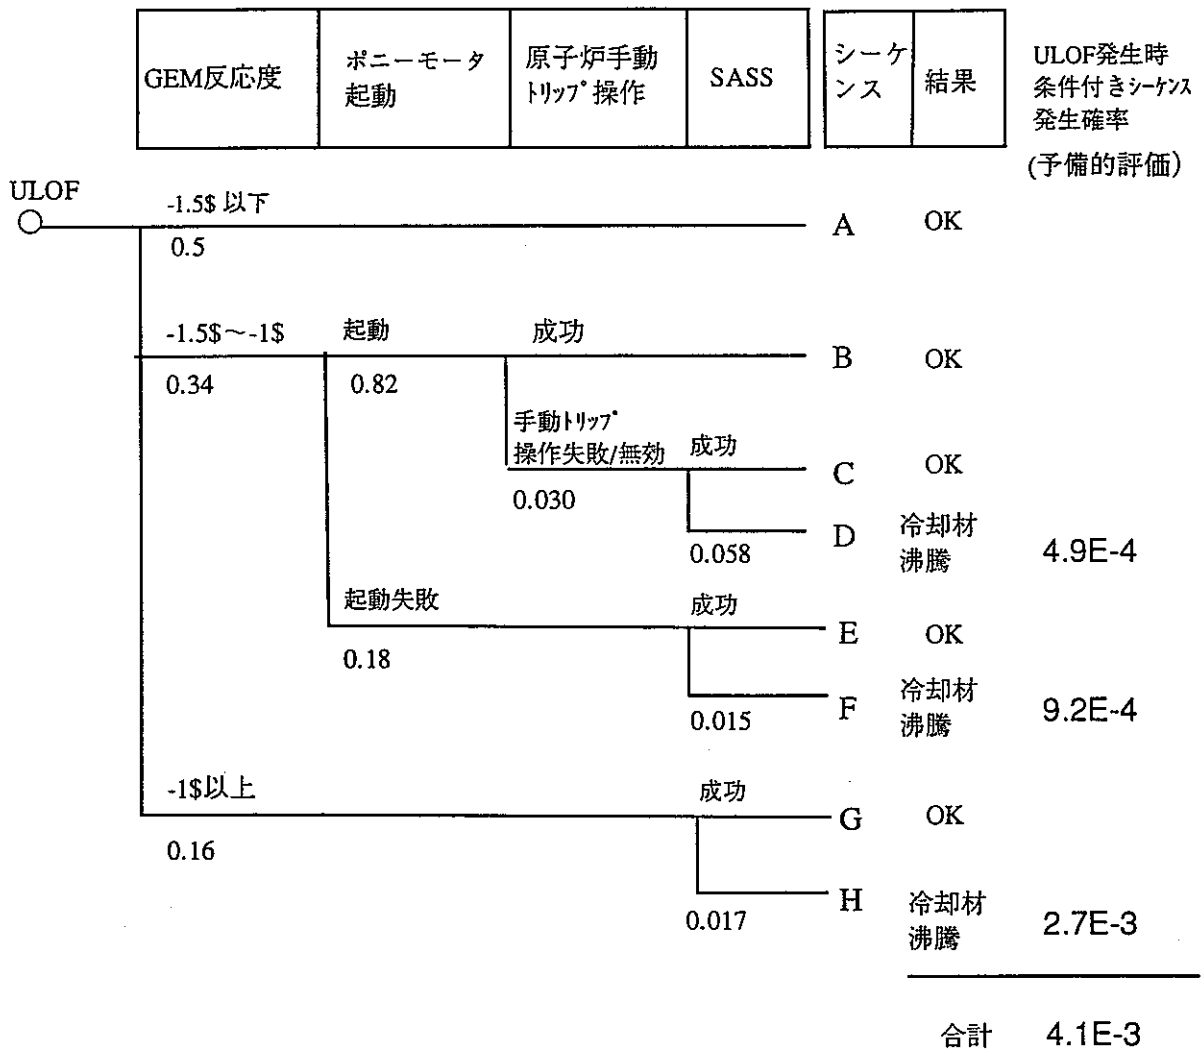 GEM反応度
ポニーモータ
起動
原子炉手動
ﾄﾘｯﾌﾟ操作
SASS
シーケ
ンス
結果
ULOF発生時
条件付きｼｰｹﾝｽ
発生確率
(予備的評価)
ULOF
-1.5$ 以下
0.5
A
OK
-1.5$～-1$
0.34
起動
0.82
成功
B
OK
手動ﾄﾘｯﾌﾟ
操作失敗/無効
0.030
成功
C
OK
0.058
D
冷却材
沸騰
4.9E-4
起動失敗
0.18
成功
E
OK
0.015
F
冷却材
沸騰
9.2E-4
-1$以上
0.16
成功
G
OK
0.017
H
冷却材
沸騰
2.7E-3
合計
4.1E-3